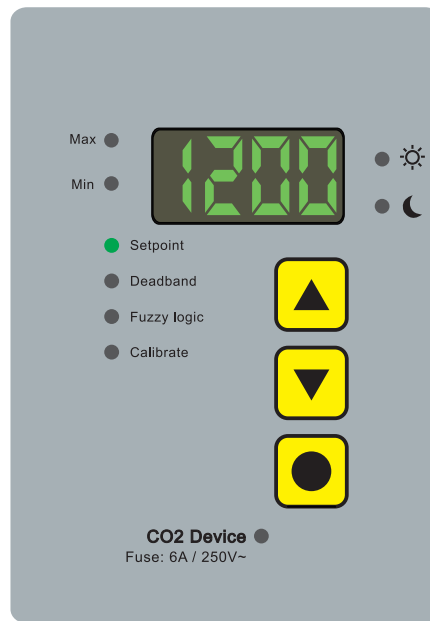 Max
1200
Min
Setpoint
Deadband
Fuzzy logic
Calibrate
CO2 Device
Fuse: 6A / 250V~